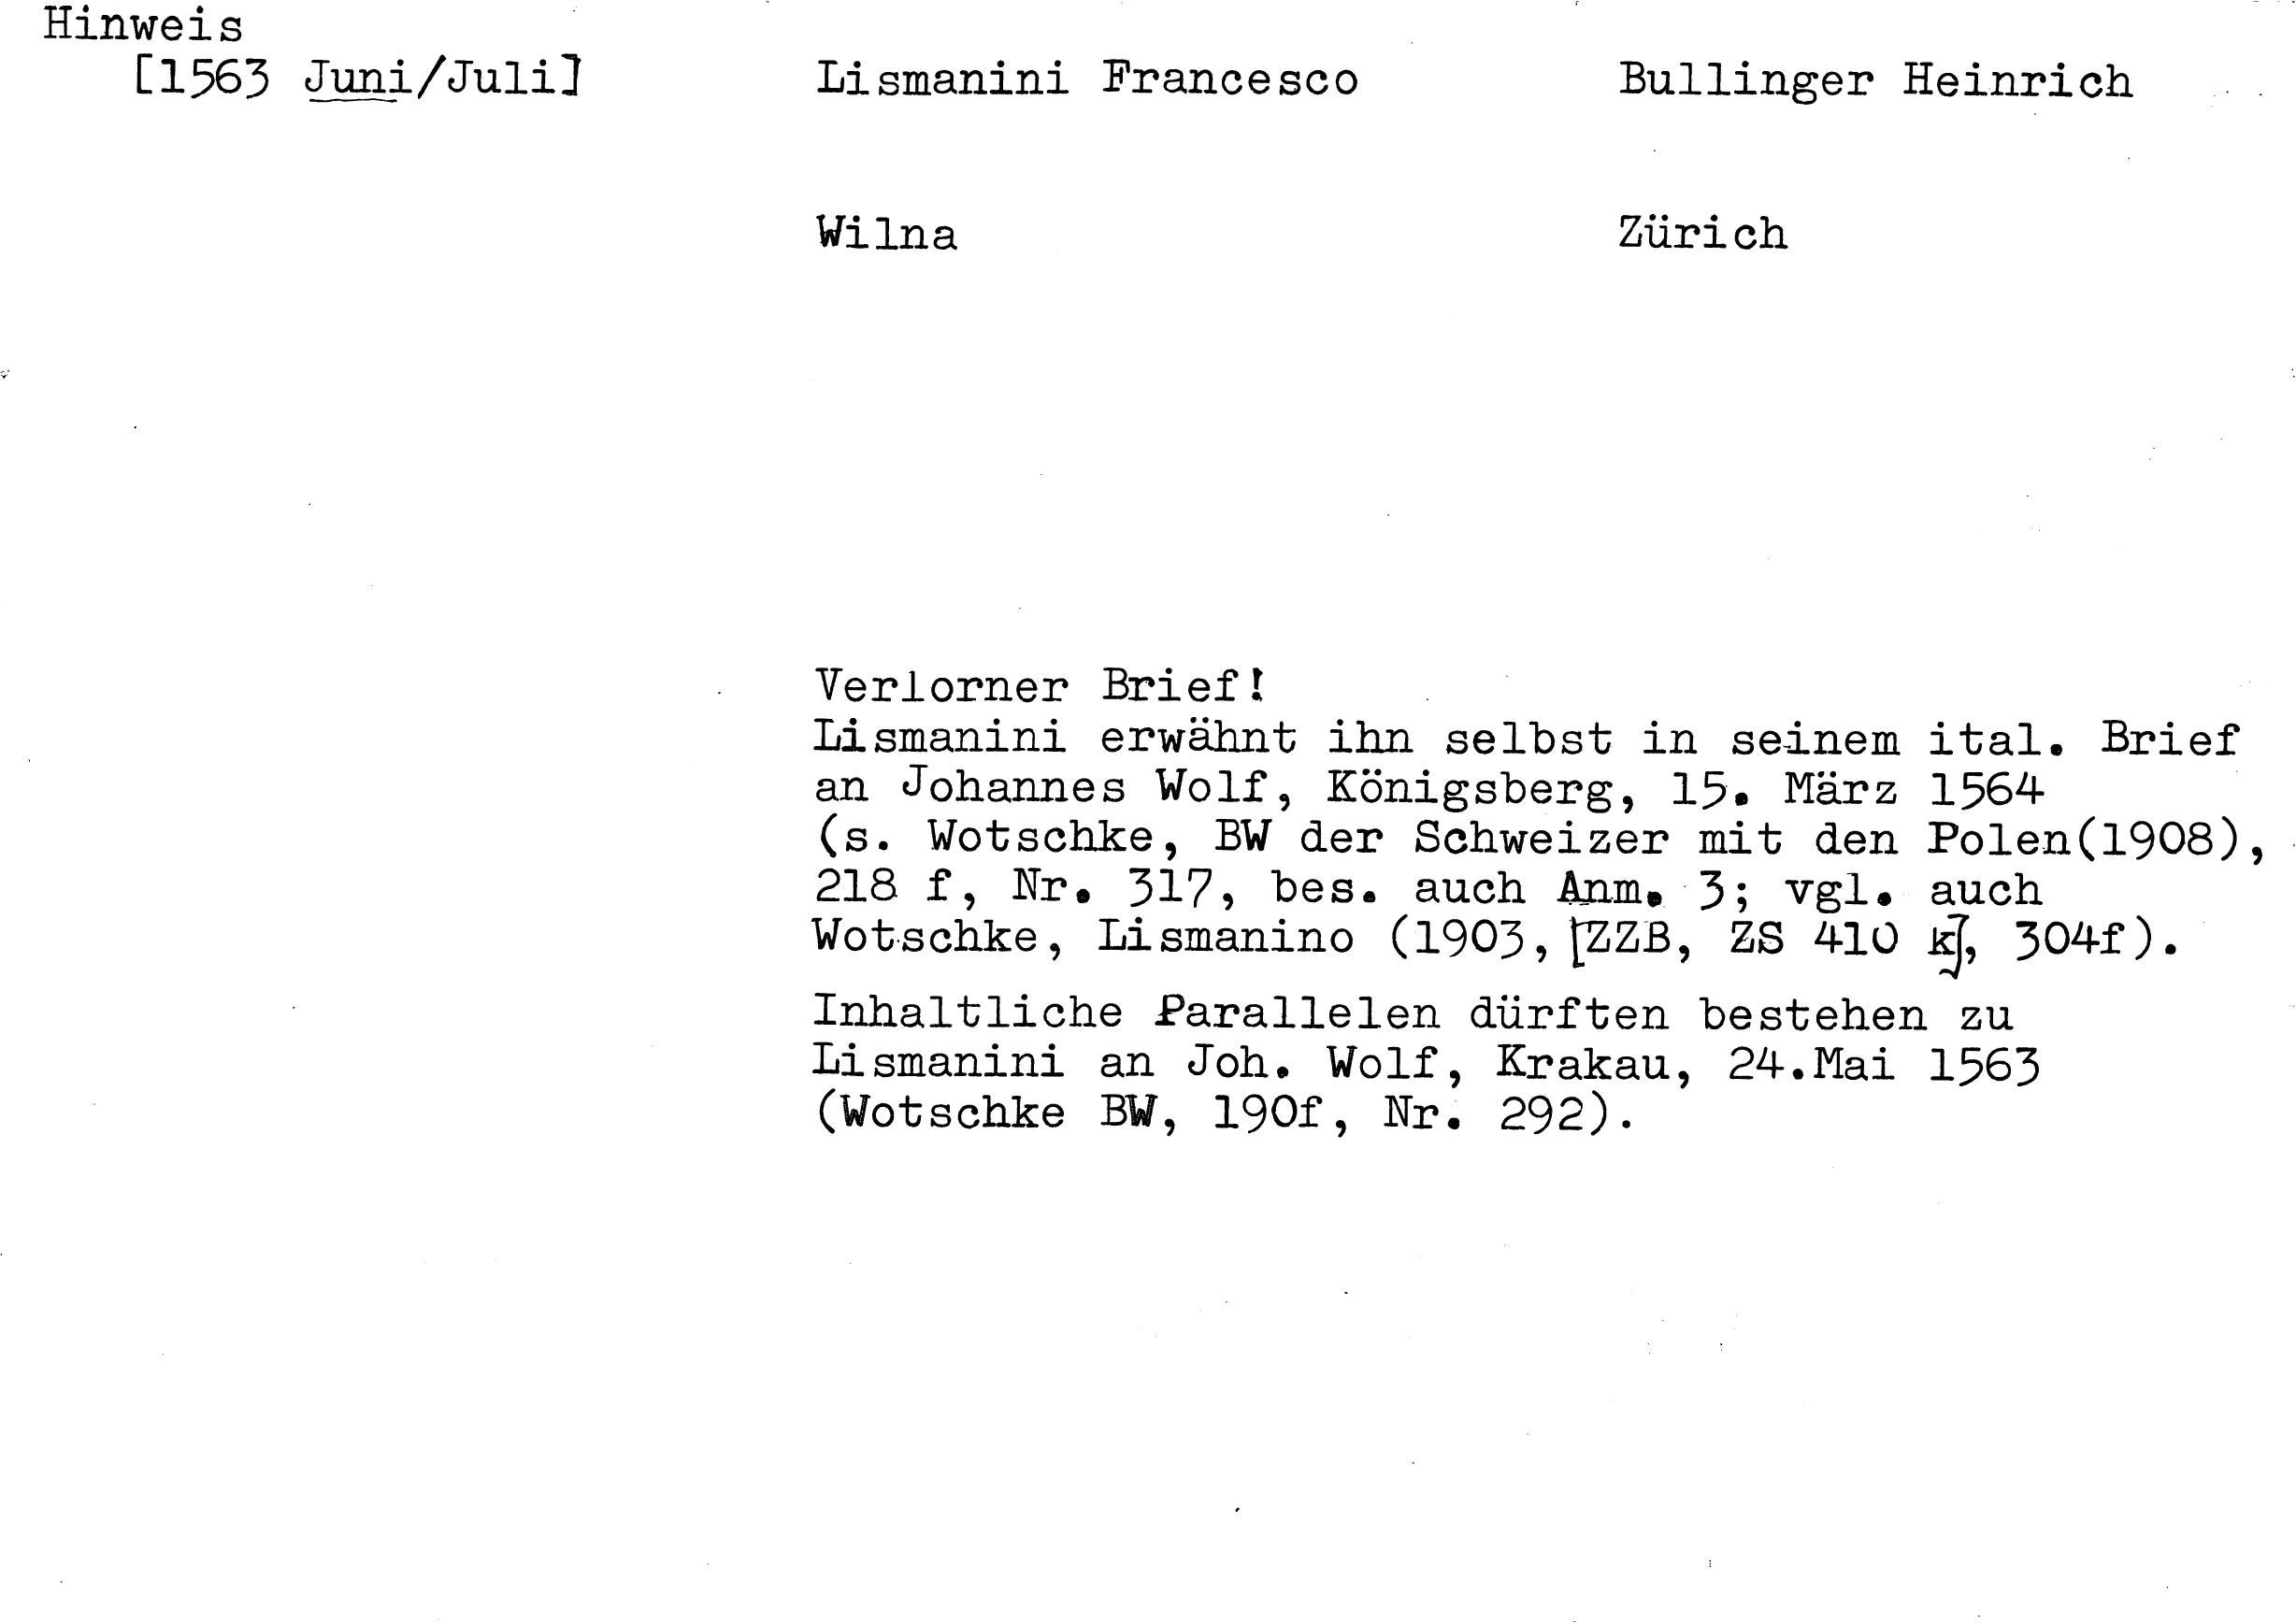 Hinweis
[1563 Juni/Juli] Lismanini Francesco Bullinger Heinrich
Wilna Zürich
Verlorner Brief!
Lismanini erwähnt ihn selbst in seinem ital. Brief
an Johannes Wolf, Königsberg, 15. März 1564
(s. Wotschke, BW der Schweizer mit den Polen(1908),
218 f, Nr. 317, bes. auch Anm. 3; vgl. auch
Wotschke, Lismanino (1903, [ZZB, ZS 410 k], 304f).
Inhaltliche Parallelen dürften bestehen zu
Lismanini an Joh. Wolf, Krakau, 24.Mai 1563
(Wotschke BW, 190f, Nr. 292).